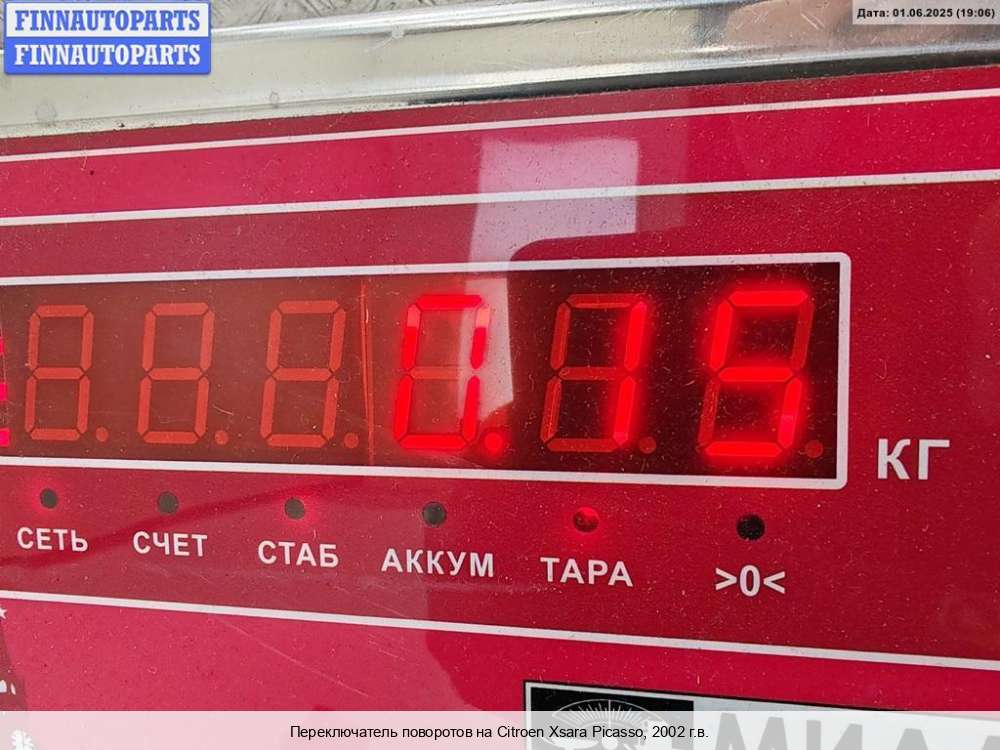 FINNAUTOPARTS
FINNAUTOPARTS
Дата: 01.06.2025 (19:06)
0.15
КГ
СЕТЬ СЧЕТ СТАБ АККУМ ТАРА >0<
Переключатель поворотов на Citroen Xsara Picasso, 2002 г.в.